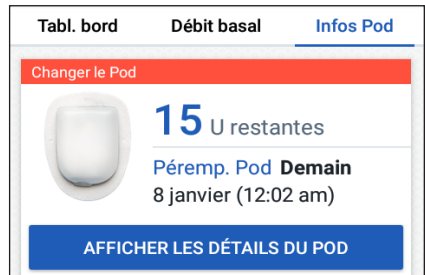 Tabl. bord Débit basal Infos Pod
Changer le Pod
15 U restantes
Péremp. Pod Demain
8 janvier (12:02 am)
AFFICHER LES DÉTAILS DU POD